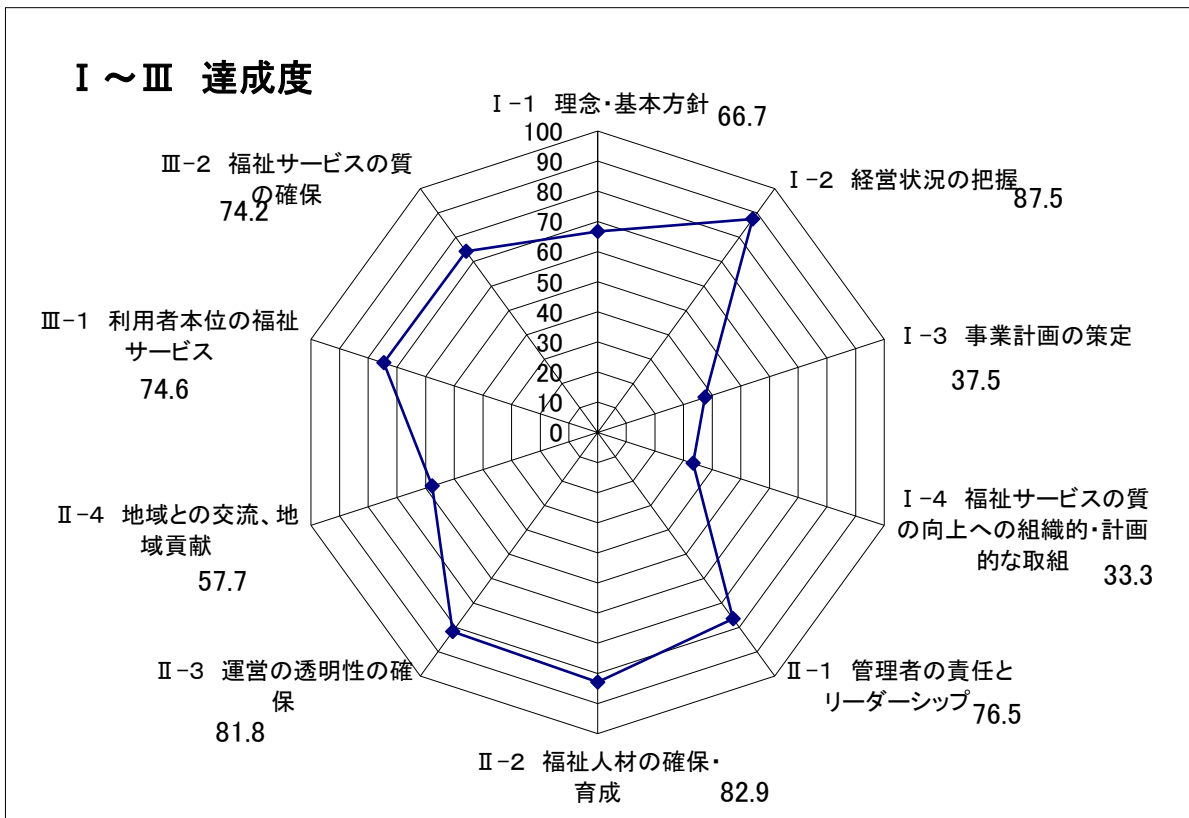 Ⅰ～Ⅲ 達成度
Ⅰ-1 理念・基本方針
66.7
Ⅰ-2 経営状況の把握
87.5
Ⅰ-3 事業計画の策定
37.5
Ⅰ-4 福祉サービスの質
の向上への組織的・計画
的な取組
33.3
Ⅱ-1 管理者の責任と
リーダーシップ
76.5
Ⅱ-2 福祉人材の確保・
育成
82.9
Ⅱ-3 運営の透明性の確
保
81.8
Ⅱ-4 地域との交流、地
域貢献
57.7
Ⅲ-1 利用者本位の福祉
サービス
74.6
Ⅲ-2 福祉サービスの質
の確保
74.2
100
90
80
70
60
50
40
30
20
10
0